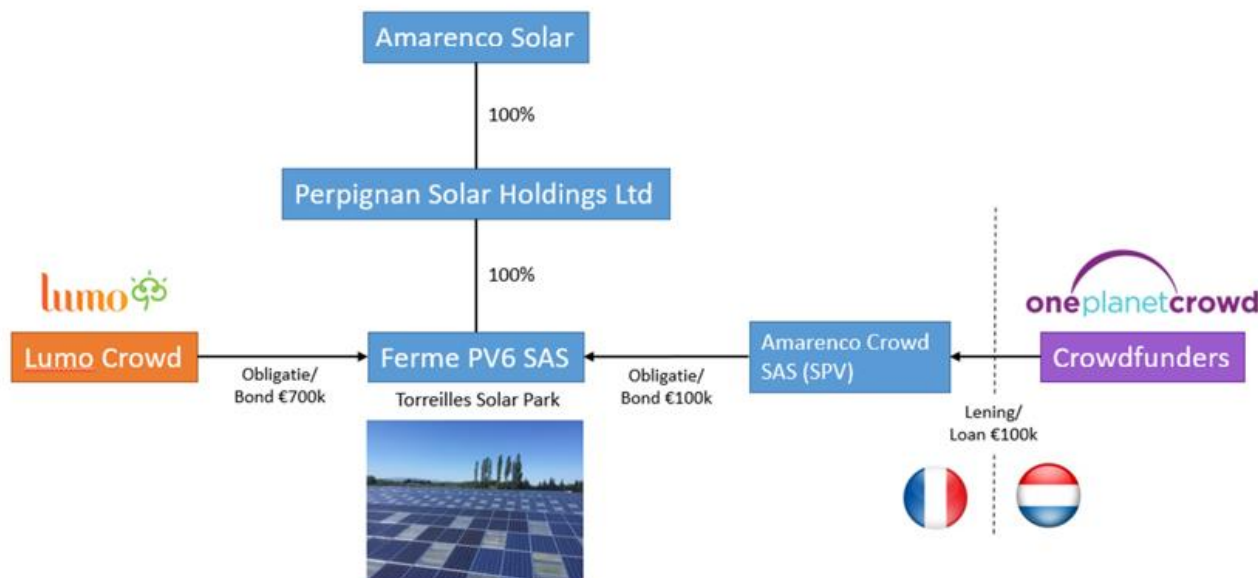 Amarenco Solar
100%
Perpignan Solar Holdings Ltd
100%
lumo
oneplanetcrowd
Lumo Crowd
Ferme PV6 SAS
Amarenco Crowd
SAS (SPV)
Crowdfunders
Obligatie/
Bond €700k
Torreilles Solar Park
Obligatie/
Bond €100k
Lening/
Loan €100k